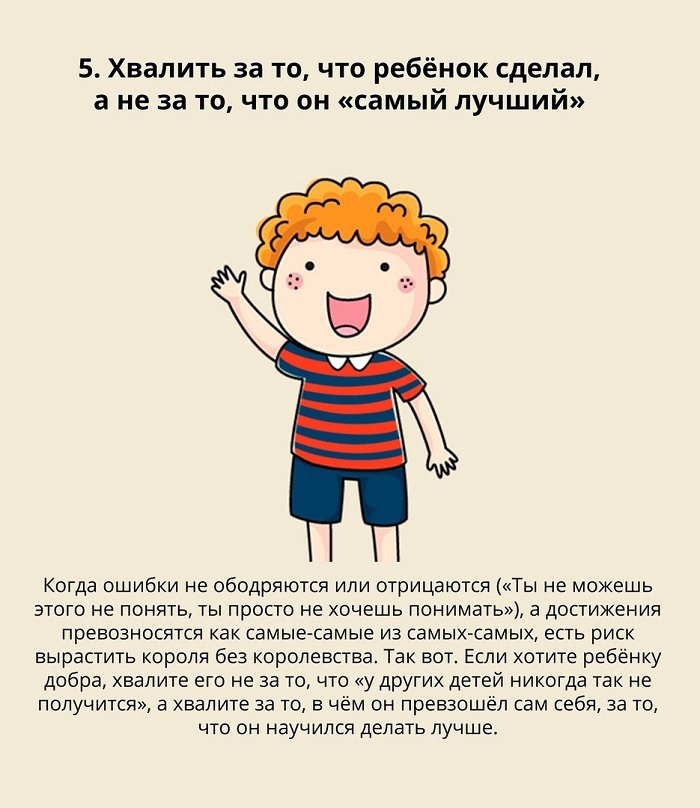 5. Хвалить за то, что ребёнок сделал,
а не за то, что он «самый лучший»
Когда ошибки не ободряются или отрицаются («Ты не можешь
этого не понять, ты просто не хочешь понимать»), а достижения
превозносятся как самые-самые из самых-самых, есть риск
вырастить короля без королевства. Так вот. Если хотите ребёнку
добра, хвалите его не за то, что «у других детей никогда так не
получится», а хвалите за то, в чём он превзошёл сам себя, за то,
что он научился делать лучше.